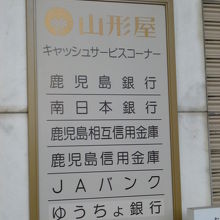 山形屋
キャッシュサービスコーナー
鹿児島銀行
南日本銀行
鹿児島相互信用金庫
鹿児島信用金庫
JAバンク
ゆうちょ銀行